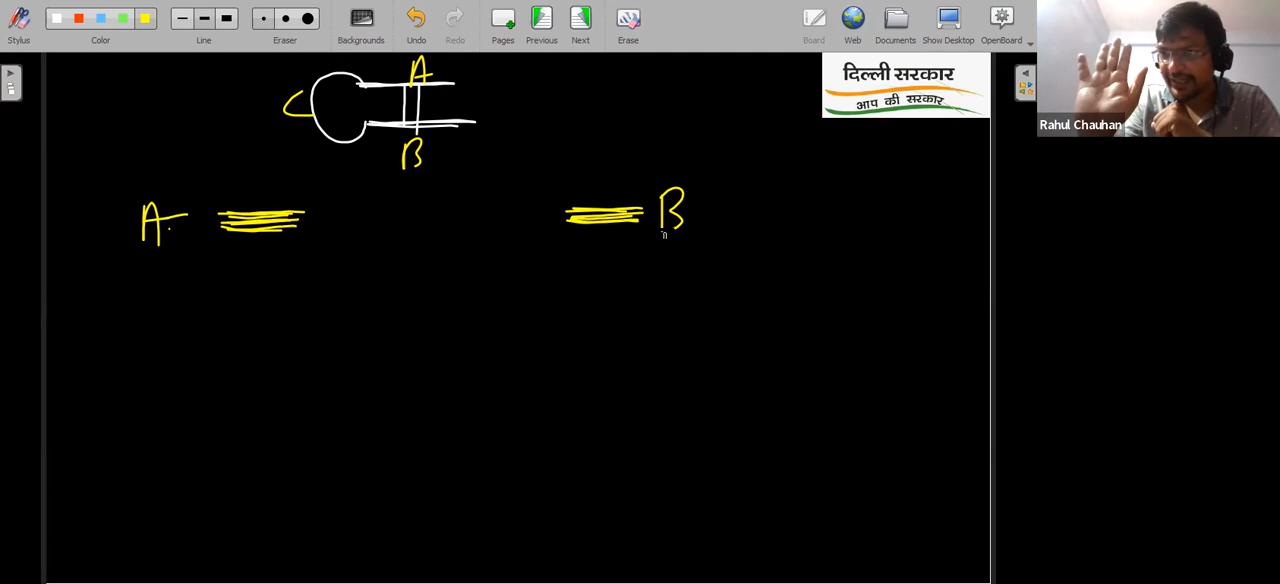 Stylus
Color
Line
Eraser
Backgrounds
Undo
Redo
Pages
Previous
Next
Erase
Board
Web
Documents
Show Desktop
OpenBoard
दिल्ली सरकार
आप की सरकार
Rahul Chauhan
A
C
B
A
B